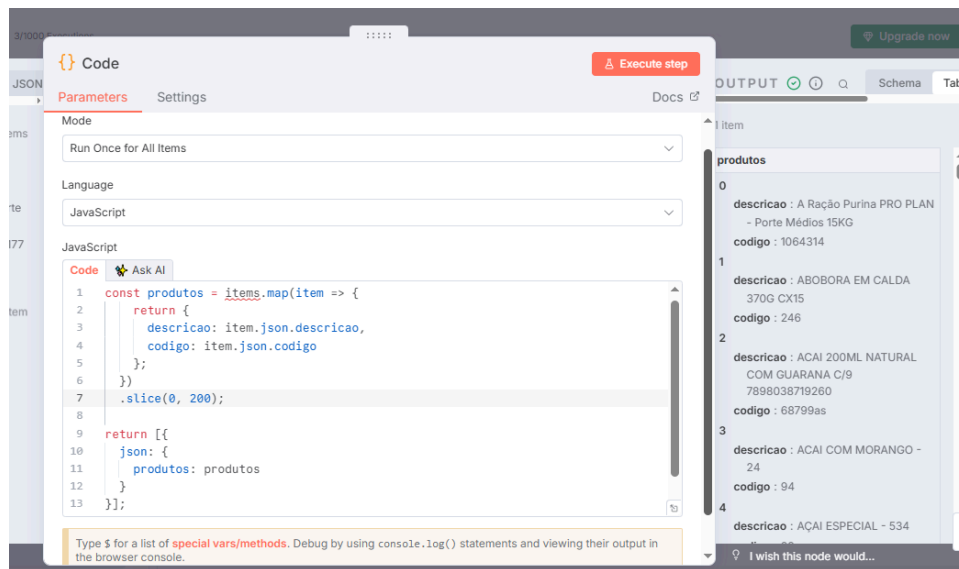 3/1000
Upgrade now
{} Code
Execute step
JSON
OUTPUT
Schema
Parameters
Settings
Docs
Mode
1 item
Run Once for All Items
produtos
Language
0
JavaScript
descricao : A Ração Purina PRO PLAN
- Porte Médios 15KG
177
codigo : 1064314
JavaScript
1
Code
Ask AI
descricao : ABOBORA EM CALDA
370G CX15
codigo : 246
2
descricao : ACAI 200ML NATURAL
COM GUARANA C/9
7898038719260
codigo : 68799as
3
descricao : ACAI COM MORANGO -
24
codigo : 94
4
descricao : AÇAI ESPECIAL - 534
1 const produtos = items.map(item => {
2 return {
3 descricao: item.json.descricao,
4 codigo: item.json.codigo
5 };
6 })
7 .slice(0, 200);
8
9 return [{
10 json: {
11 produtos: produtos
12 }
13 }];
Type $ for a list of special vars/methods. Debug by using console.log() statements and viewing their output in
the browser console.
I wish this node would...